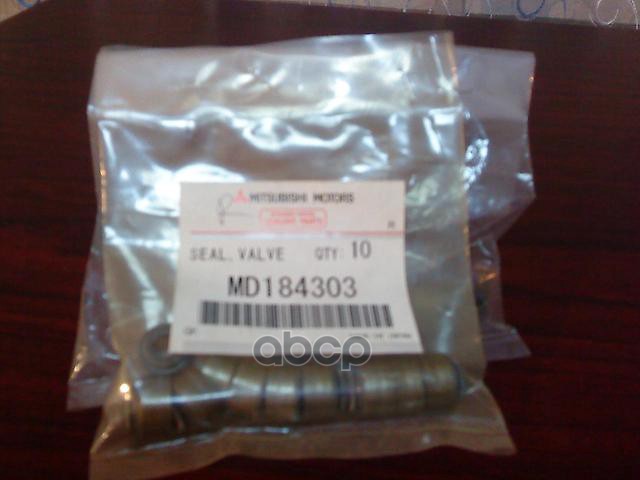 MITSUBISHI MOTORS
SEAL, VALVE QTY: 10
MD184303
abcp